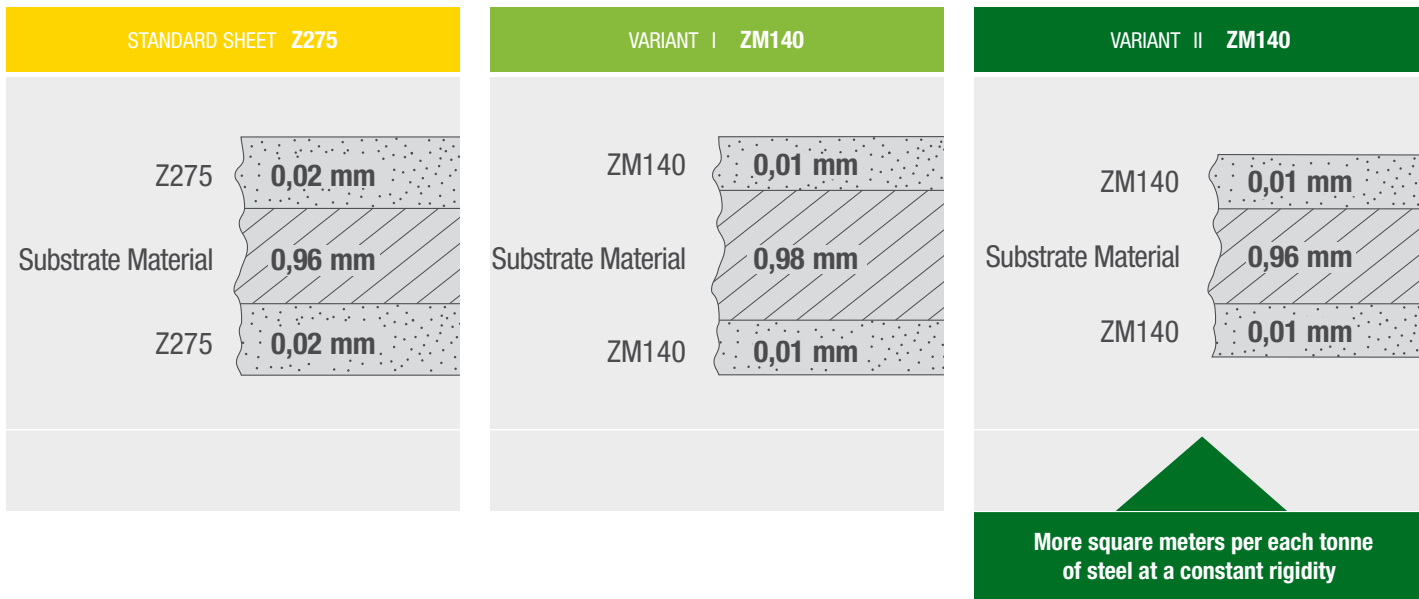 STANDARD SHEET Z275
Z275 0,02 mm
Substrate Material 0,96 mm
Z275 0,02 mm
VARIANT I ZM140
ZM140 0,01 mm
Substrate Material 0,98 mm
ZM140 0,01 mm
VARIANT II ZM140
ZM140 0,01 mm
Substrate Material 0,96 mm
ZM140 0,01 mm
More square meters per each tonne
of steel at a constant rigidity